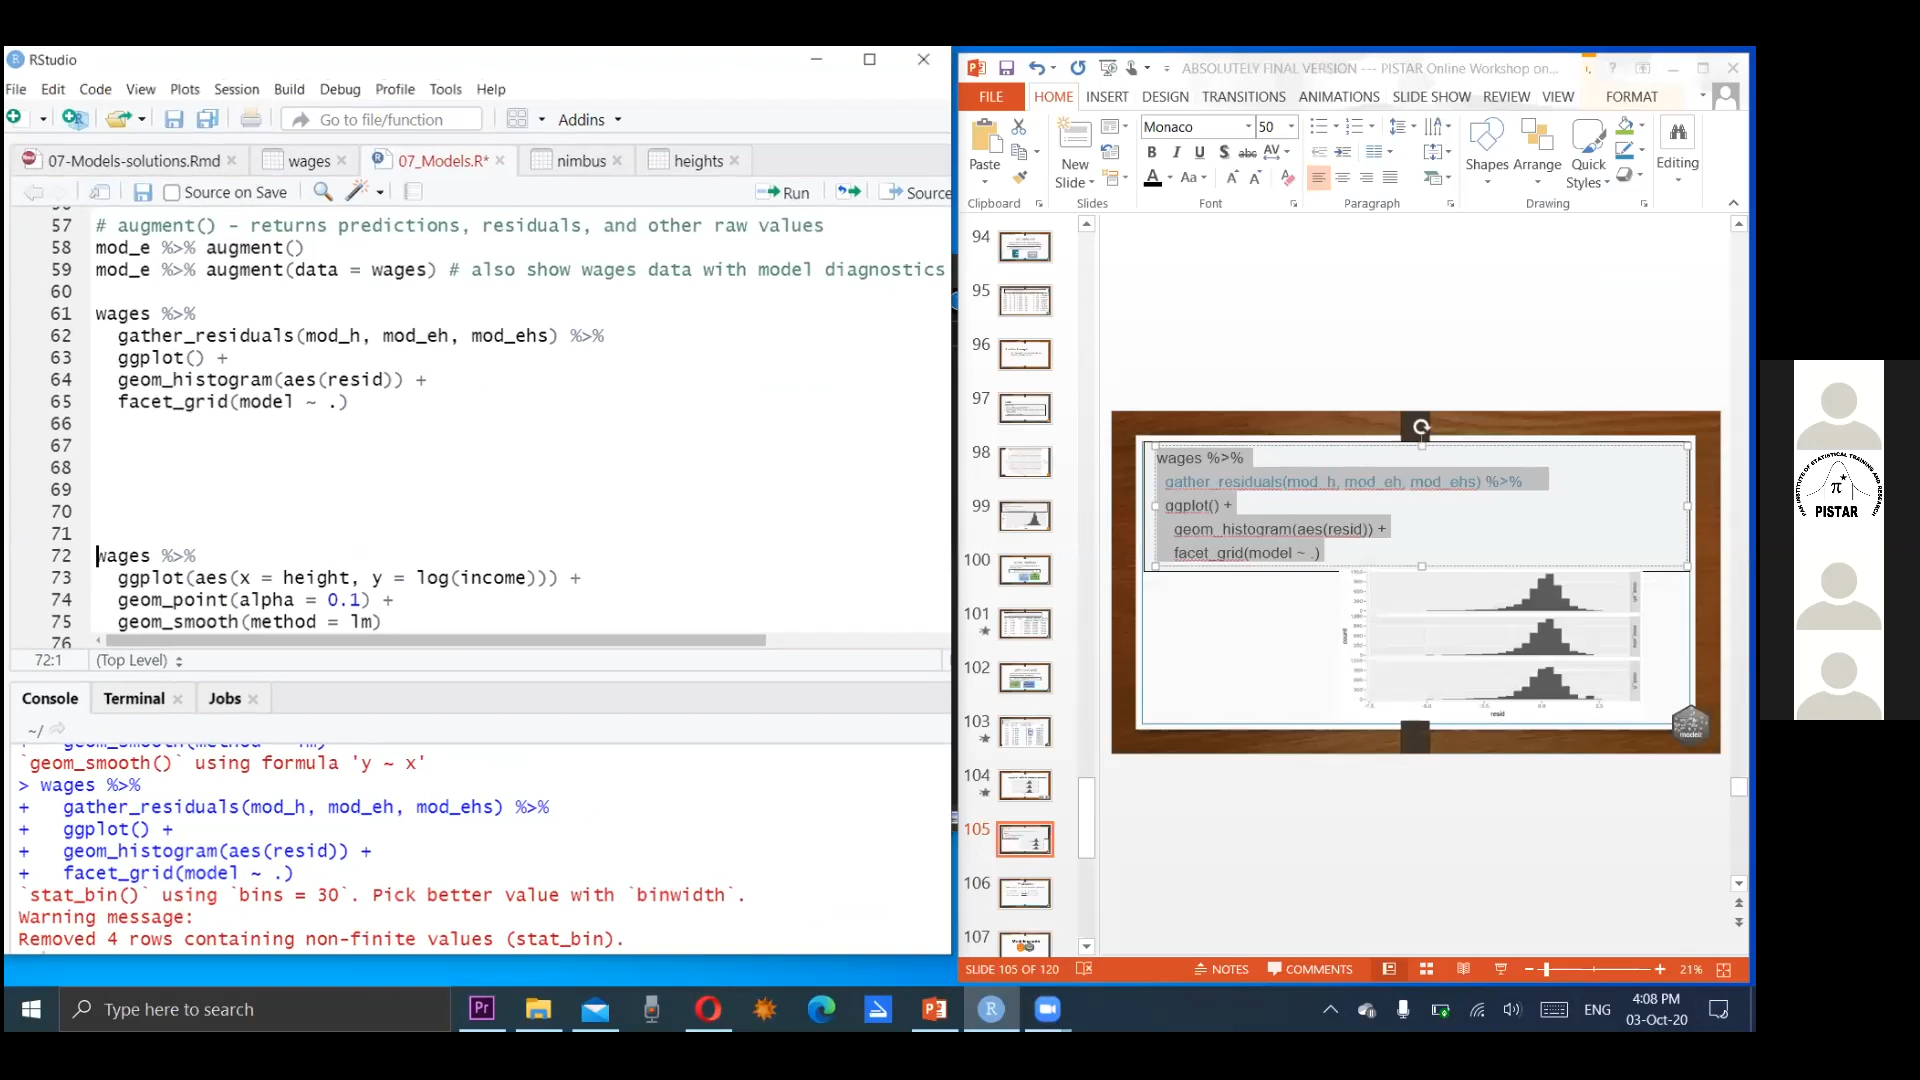 RStudio
File Edit Code View Plots Session Build Debug Profile Tools Help
Go to file/function
Addins
07-Models-solutions.Rmd
wages
07_Models.R*
nimbus
heights
Source on Save
Run
Source
57 # augment() - returns predictions, residuals, and other raw values
58 mod_e %>% augment()
59 mod_e %>% augment(data = wages) # also show wages data with model diagnostics
60
61 wages %>%
62 gather_residuals(mod_h, mod_eh, mod_ehs) %>%
63 ggplot() +
64 geom_histogram(aes(resid)) +
65 facet_grid(model ~ .)
66
67
68
69
70
71
72 wages %>%
73 ggplot(aes(x = height, y = log(income))) +
74 geom_point(alpha = 0.1) +
75 geom_smooth(method = lm)
76
72:1 (Top Level)
Console Terminal Jobs
~/
`geom_smooth()` using formula 'y ~ x'
> wages %>%
+ gather_residuals(mod_h, mod_eh, mod_ehs) %>%
+ ggplot() +
+ geom_histogram(aes(resid)) +
+ facet_grid(model ~ .)
`stat_bin()` using `bins = 30`. Pick better value with `binwidth`.
Warning message:
Removed 4 rows containing non-finite values (stat_bin).
ABSOLUTELY FINAL VERSION --- PISTAR Online Workshop on...
FILE HOME INSERT DESIGN TRANSITIONS ANIMATIONS SLIDE SHOW REVIEW VIEW FORMAT
Paste
New Slide
Monaco 50
Shapes Arrange Quick Styles
Editing
Clipboard Slides Font Paragraph Drawing
94
95
96
97
98
99
100
101
102
103
104
105
106
107
wages %>%
gather_residuals(mod_h, mod_eh, mod_ehs) %>%
ggplot() +
geom_histogram(aes(resid)) +
facet_grid(model ~ .)
count
resid
modelr
SLIDE 105 OF 120
NOTES COMMENTS
21%
PAN INSTITUTE OF STATISTICAL TRAINING AND RESEARCH
π
PISTAR
Type here to search
Pr
ENG
4:08 PM
03-Oct-20